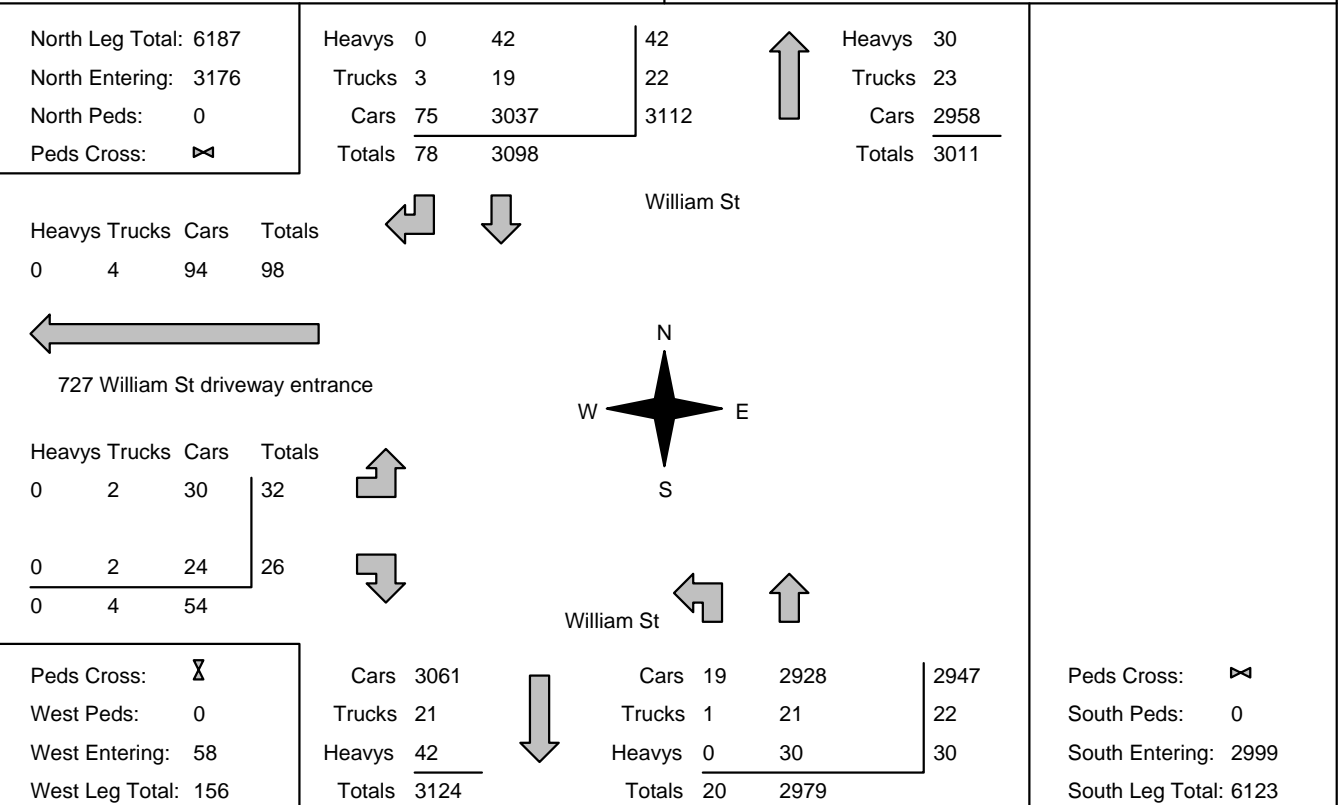 North Leg Total: 6187
North Entering: 3176
North Peds: 0
Peds Cross:
Heavys 0 42 42
Trucks 3 19 22
Cars 75 3037 3112
Totals 78 3098
Heavys 30
Trucks 23
Cars 2958
Totals 3011
William St
Heavys Trucks Cars Totals
0 4 94 98
727 William St driveway entrance
N
W E
S
Heavys Trucks Cars Totals
0 2 30 32
0 2 24 26
0 4 54
William St
Peds Cross:
West Peds: 0
West Entering: 58
West Leg Total: 156
Cars 3061
Trucks 21
Heavys 42
Totals 3124
Cars 19 2928 2947
Trucks 1 21 22
Heavys 0 30 30
Totals 20 2979
Peds Cross:
South Peds: 0
South Entering: 2999
South Leg Total: 6123